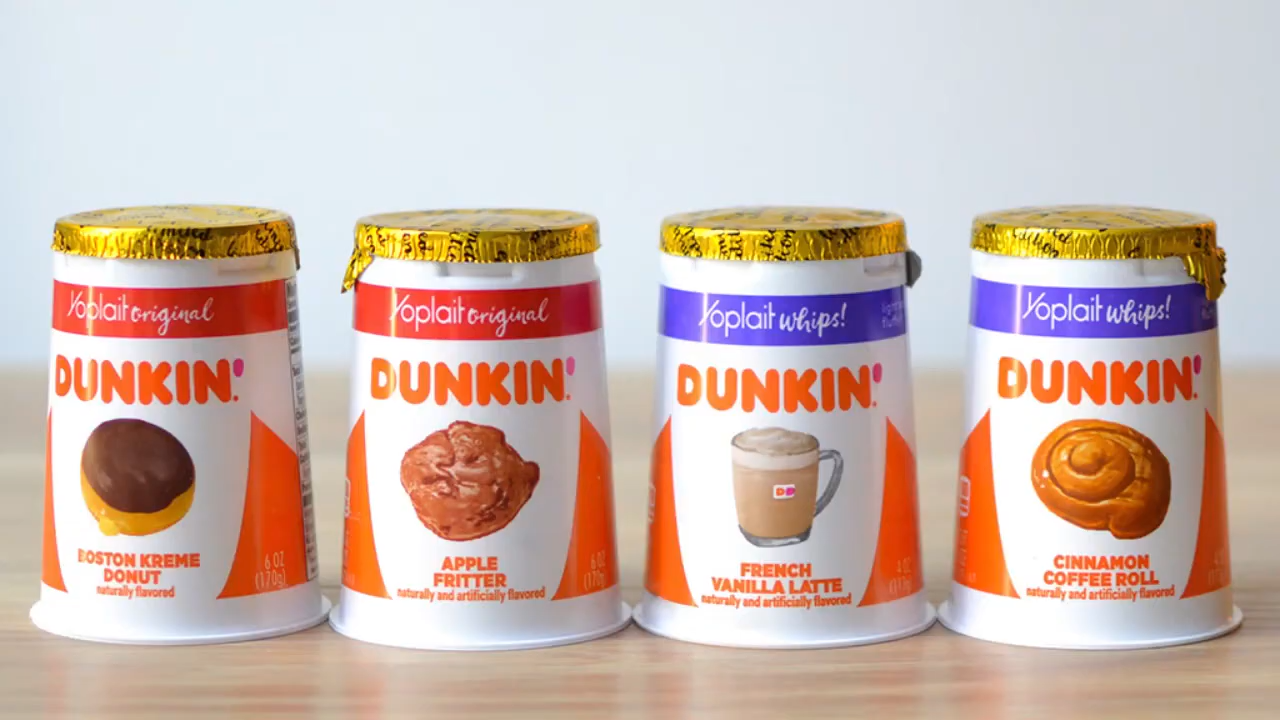 Yoplait original
DUNKIN'
BOSTON KREME
DONUT
naturally flavored
6 OZ
(170g)
Yoplait original
DUNKIN'
APPLE
FRITTER
naturally and artificially flavored
6 OZ
(170g)
Yoplait whips!
DUNKIN'
DD
FRENCH
VANILLA LATTE
naturally and artificially flavored
4 OZ
(113g)
Yoplait whips!
DUNKIN'
CINNAMON
COFFEE ROLL
naturally and artificially flavored